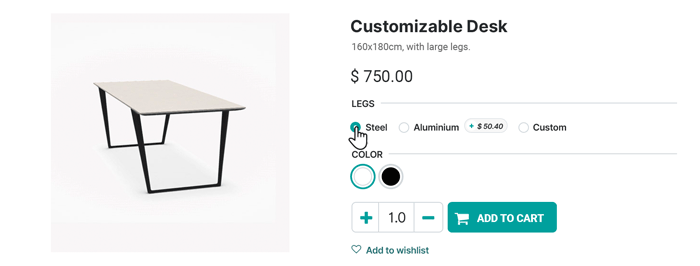 Customizable Desk
160x180cm, with large legs.
$ 750.00
LEGS
Steel Aluminium + $ 50.40 Custom
COLOR
+ 1.0 − ADD TO CART
Add to wishlist